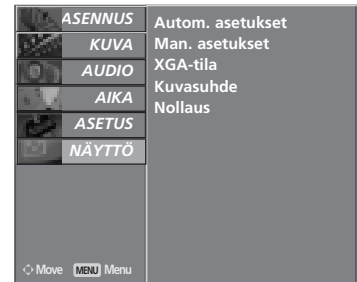 ASENNUS
KUVA
AUDIO
AIKA
ASETUS
NÄYTTÖ
Autom. asetukset
Man. asetukset
XGA-tila
Kuvasuhde
Nollaus
Move MENU Menu